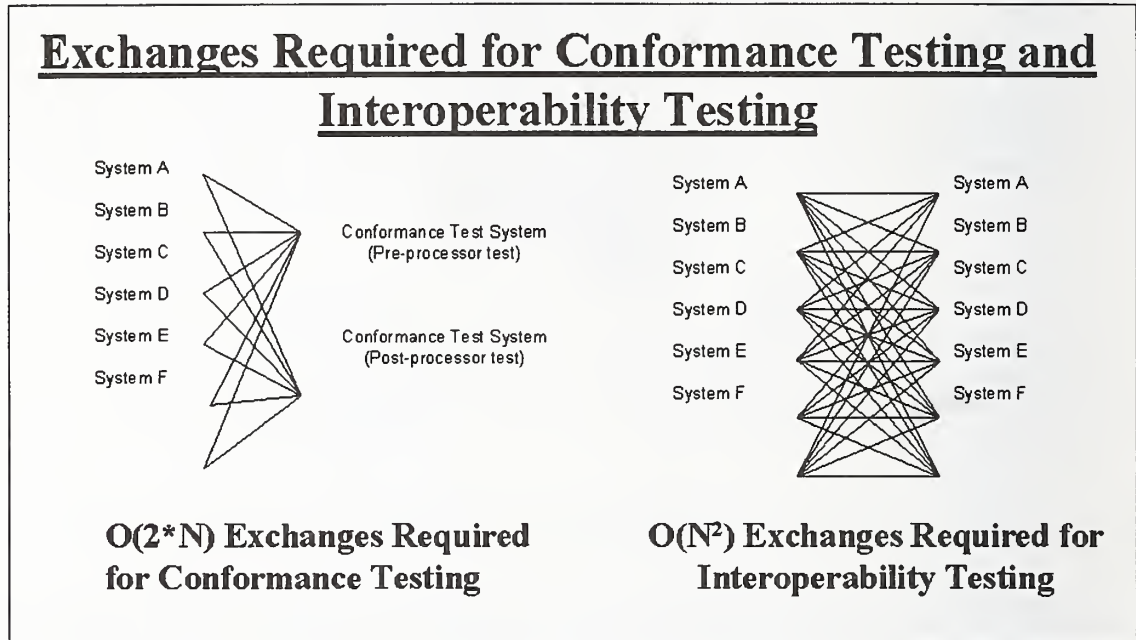 Exchanges Required for Conformance Testing and
Interoperability Testing
System A
System B
System C
System D
System E
System F
Conformance Test System
(Pre-processor test)
Conformance Test System
(Post-processor test)
O(2*N) Exchanges Required
for Conformance Testing
System A
System B
System C
System D
System E
System F
System A
System B
System C
System D
System E
System F
O(N²) Exchanges Required for
Interoperability Testing